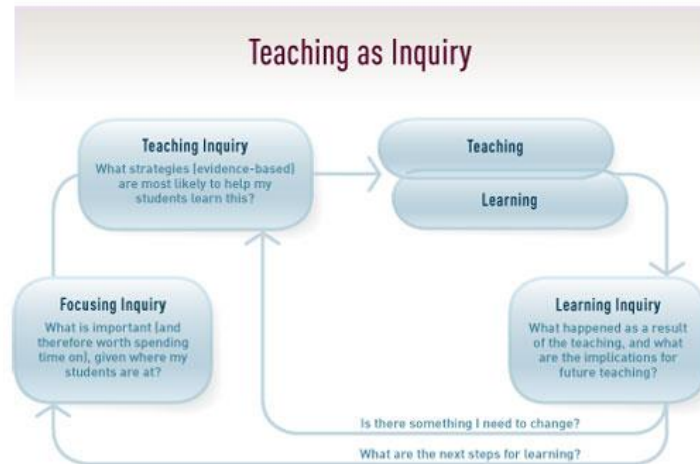 Teaching as Inquiry
Teaching Inquiry
What strategies (evidence-based)
are most likely to help my
students learn this?
Teaching
Learning
Focusing Inquiry
What is important (and
therefore worth spending
time on), given where my
students are at?
Learning Inquiry
What happened as a result
of the teaching, and what
are the implications for
future teaching?
Is there something I need to change?
What are the next steps for learning?